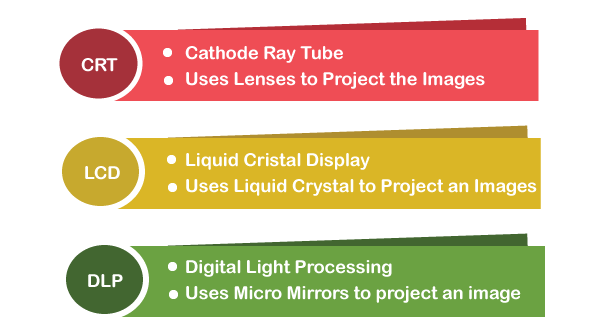 CRT
Cathode Ray Tube
Uses Lenses to Project the Images
LCD
Liquid Cristal Display
Uses Liquid Crystal to Project an Images
DLP
Digital Light Processing
Uses Micro Mirrors to project an image